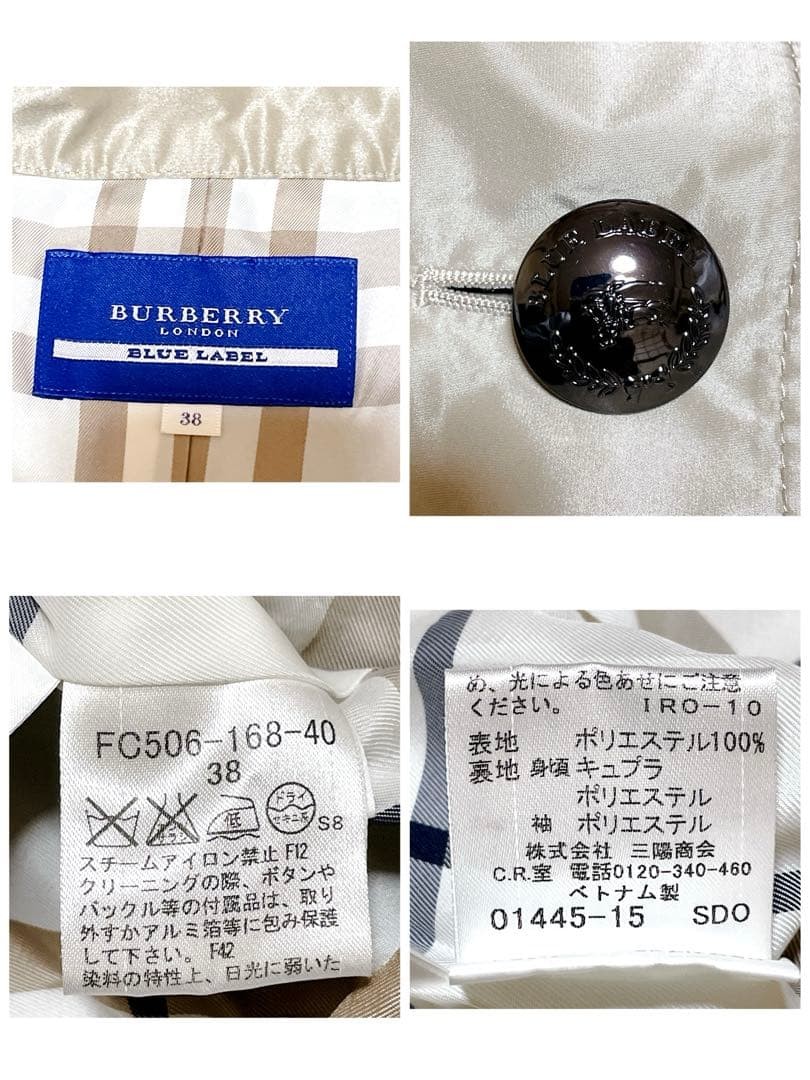 BURBERRY
LONDON
BLUE LABEL
38
BLUE LABEL
FC506-168-40
38
低
ドライ
セキユ系
S8
スチームアイロン禁止 F12
クリーニングの際、ボタンや
バックル等の付属品は、取り
外すかアルミ箔等に包み保護
して下さい。 F42
染料の特性上、日光に弱いた
め、光による色あせにご注意
ください。 IRO-10
表地 ポリエステル100%
裏地 身頃 キュプラ
ポリエステル
袖 ポリエステル
株式会社 三陽商会
C.R.室 電話0120-340-460
ベトナム製
01445-15 SDO